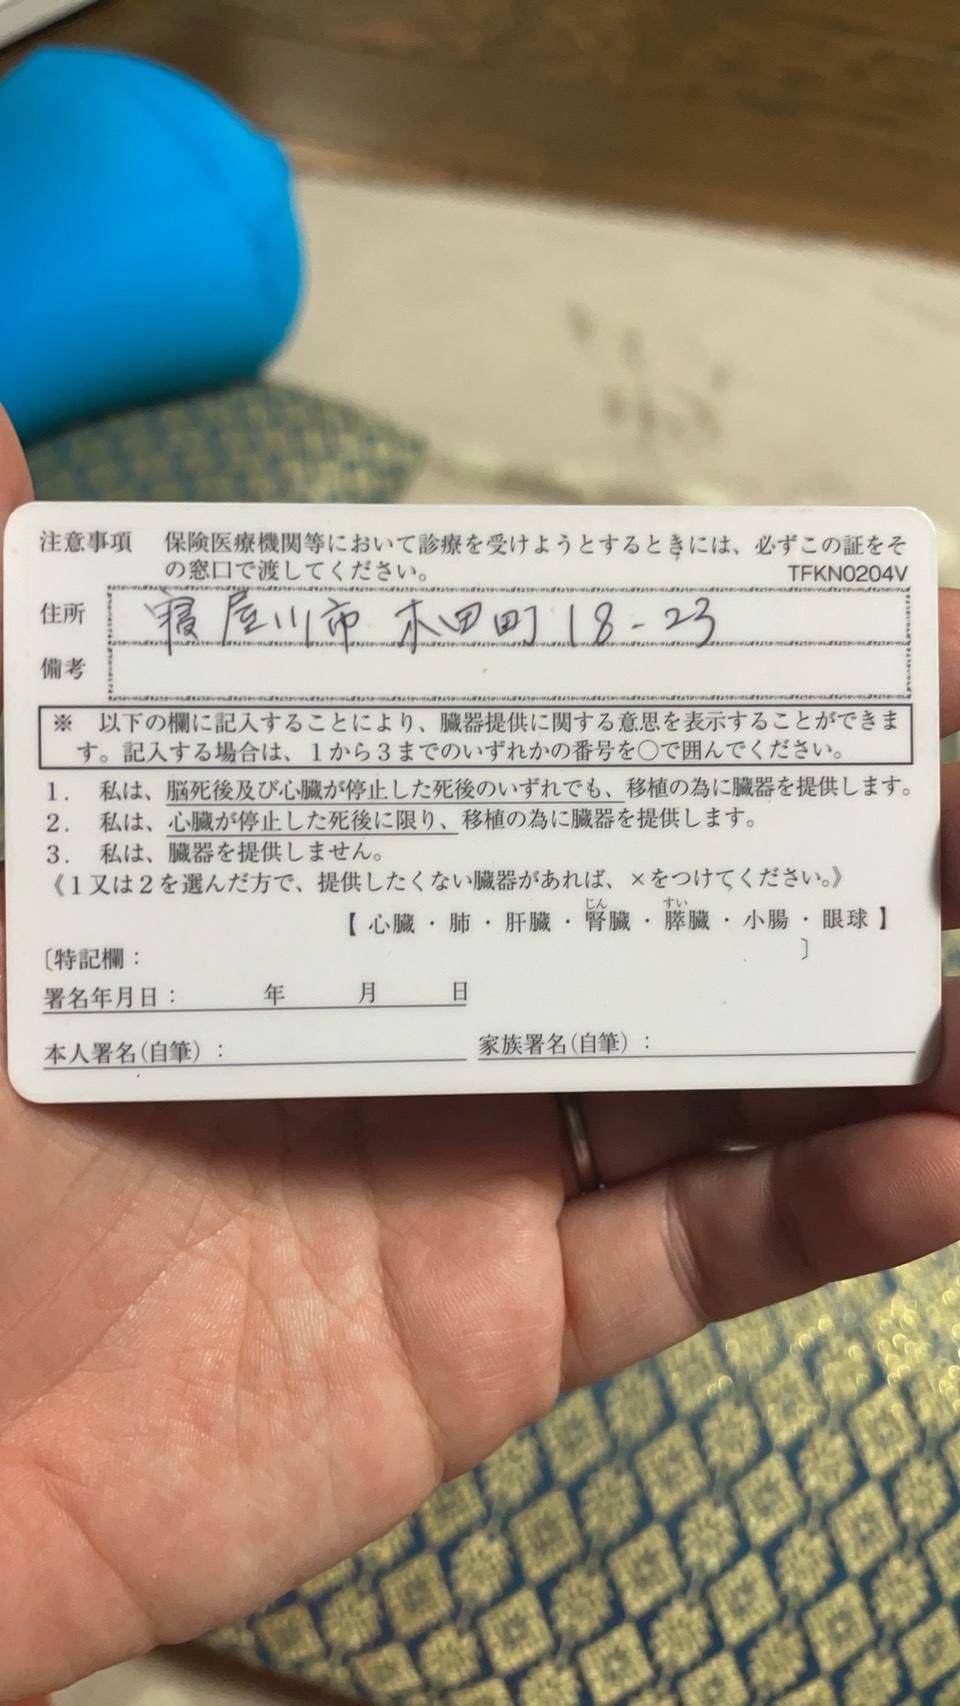 注意事項 保険医療機関等において診療を受けようとするときには、必ずこの証をそ
の窓口で渡してください。
TFKN0204V
住所 寝屋川市 木田町 18-23
備考
※ 以下の欄に記入することにより、臓器提供に関する意思を表示することができま
す。記入する場合は、1から3までのいずれかの番号を〇で囲んでください。
1. 私は、脳死後及び心臓が停止した死後のいずれでも、移植の為に臓器を提供します。
2. 私は、心臓が停止した死後に限り、移植の為に臓器を提供します。
3. 私は、臓器を提供しません。
《1又は2を選んだ方で、提供したくない臓器があれば、×をつけてください。》
じん すい
【 心臓・肺・肝臓・腎臓・膵臓・小腸・眼球 】
〔特記欄: 〕
署名年月日: 年 月 日
本人署名(自筆): 家族署名(自筆):